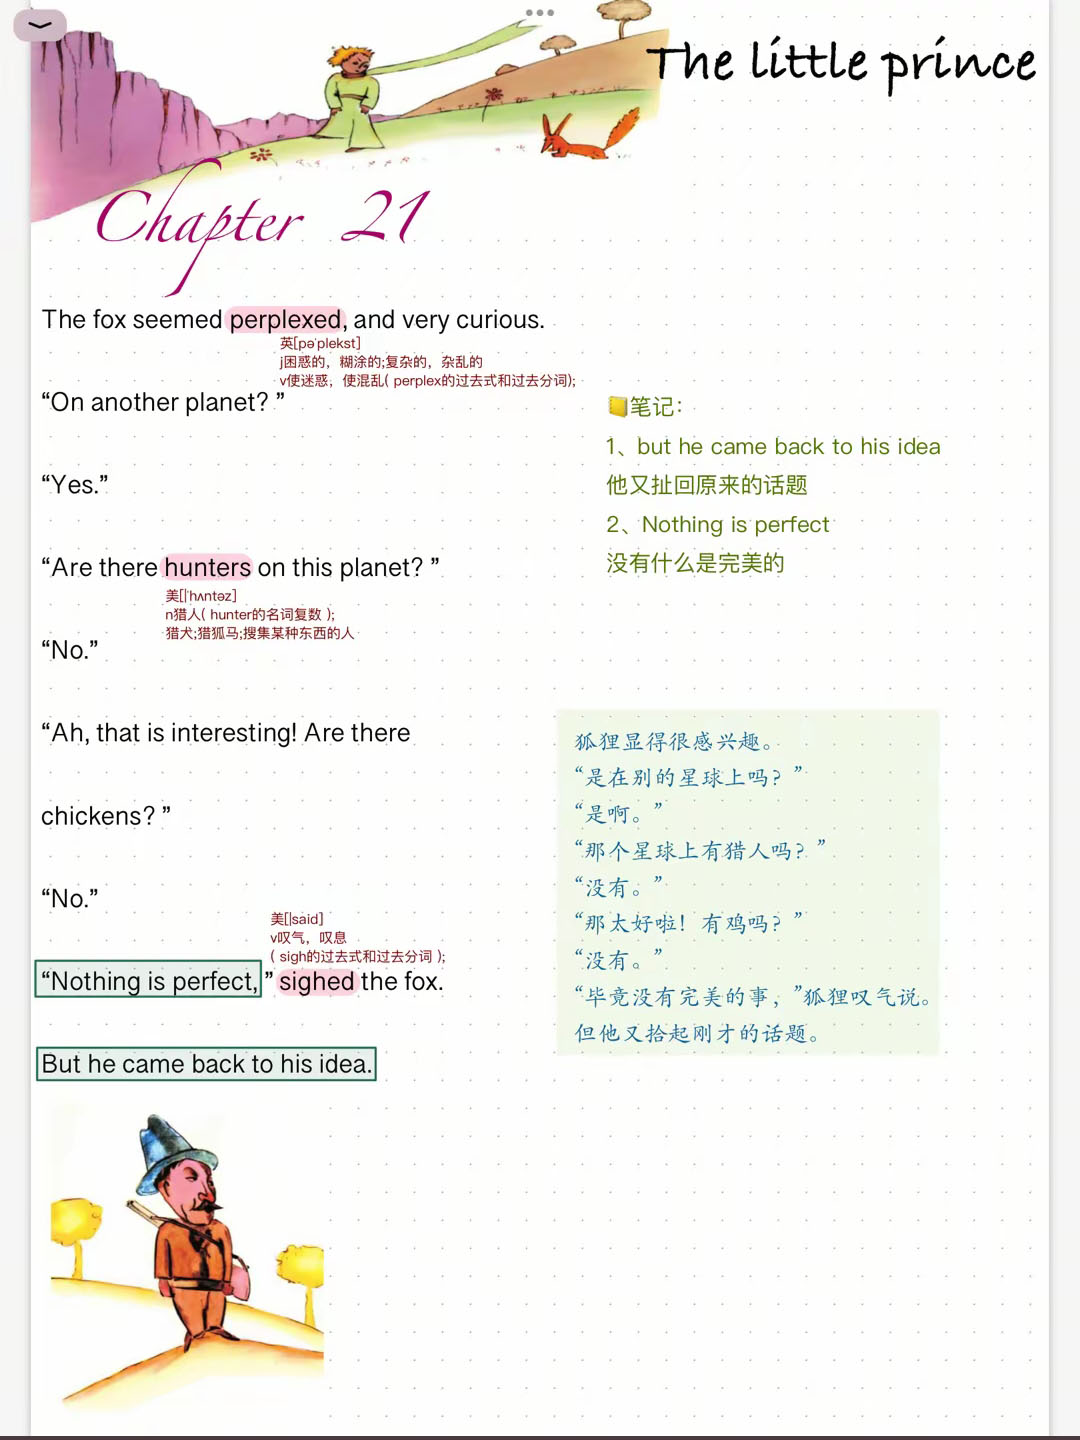 The little prince
Chapter 21
The fox seemed perplexed, and very curious.
英[pəˈplekst]
j困惑的，糊涂的;复杂的，杂乱的
v使迷惑，使混乱( perplex的过去式和过去分词);
“On another planet? ”
“Yes.”
“Are there hunters on this planet? ”
美[|ˈhʌntəz]
n猎人( hunter的名词复数 );
猎犬;猎狐马;搜集某种东西的人
“No.”
“Ah, that is interesting! Are there
chickens? ”
“No.”
美[|said]
v叹气，叹息
( sigh的过去式和过去分词 );
“Nothing is perfect, ” sighed the fox.
But he came back to his idea.
笔记：
1、but he came back to his idea
他又扯回原来的话题
2、Nothing is perfect
没有什么是完美的
狐狸显得很感兴趣。
“是在别的星球上吗？”
“是啊。”
“那个星球上有猎人吗？”
“没有。”
“那太好啦！有鸡吗？”
“没有。”
“毕竟没有完美的事，”狐狸叹气说。
但他又拾起刚才的话题。